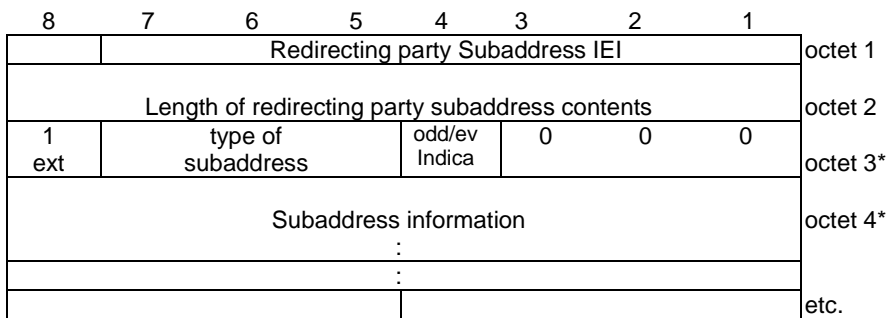 8 7 6 5 4 3 2 1
Redirecting party Subaddress IEI octet 1
Length of redirecting party subaddress contents octet 2
1 type of odd/ev 0 0 0
ext subaddress Indica octet 3*
Subaddress information octet 4*
:
:
etc.